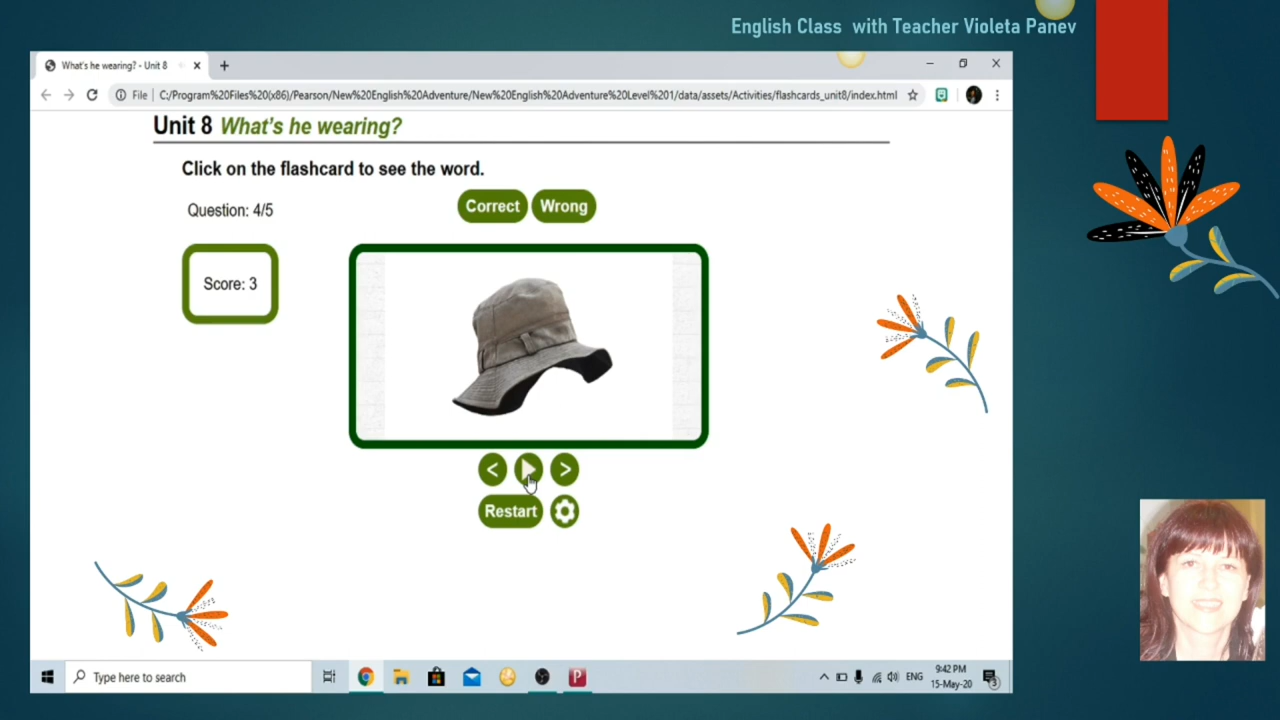 English Class with Teacher Violeta Panev
What's he wearing? - Unit 8
File C:/Program%20Files%20(x86)/Pearson/New%20English%20Adventure/New%20English%20Adventure%20Level%201/data/assets/Activities/flashcards_unit8/index.html
Unit 8 What's he wearing?
Click on the flashcard to see the word.
Question: 4/5
Correct Wrong
Score: 3
Restart
Type here to search
ENG
9:42 PM
15-May-20
3